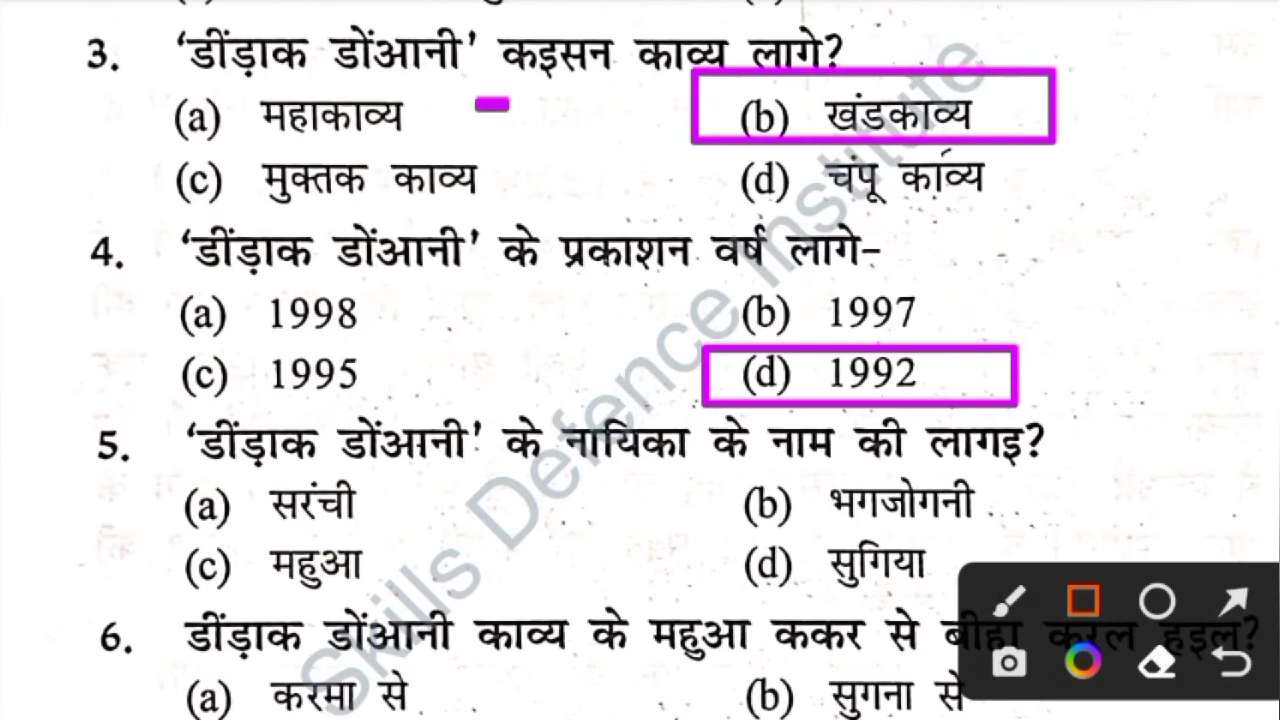 3. 'डींड़ाक डोंआनी' कइसन काव्य लागे?
(a) महाकाव्य (b) खंडकाव्य
(c) मुक्तक काव्य (d) चंपू काव्य
4. 'डींड़ाक डोंआनी' के प्रकाशन वर्ष लागे-
(a) 1998 (b) 1997
(c) 1995 (d) 1992
5. 'डींड़ाक डोंआनी' के नायिका के नाम की लागइ?
(a) सरंची (b) भगजोगनी
(c) महुआ (d) सुगिया
6. डींड़ाक डोंआनी काव्य के महुआ ककर से बीहा करल हइल?
(a) करमा से (b) सुगना से
Skills Defence Institute